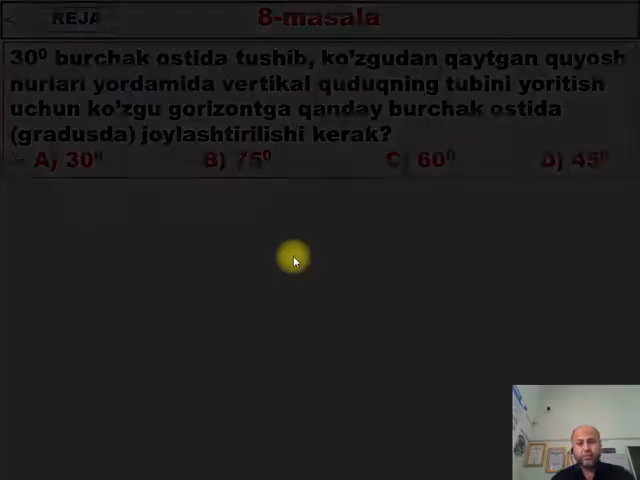 REJA
8-masala
30⁰ burchak ostida tushib, ko'zgudan qaytgan quyosh
nurlari yordamida vertikal quduqning tubini yoritish
uchun ko'zgu gorizontga qanday burchak ostida
(gradusda) joylashtirilishi kerak?
A) 30⁰ B) 75⁰ C) 60⁰ D) 45⁰